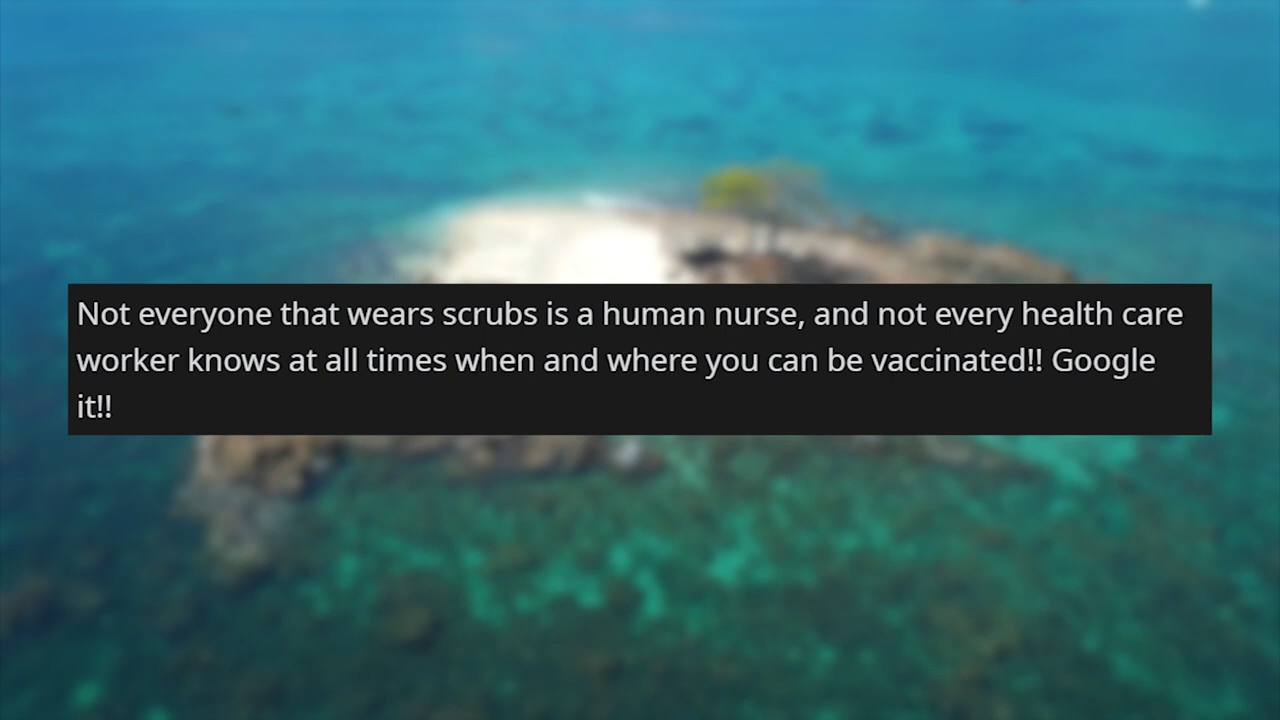 Not everyone that wears scrubs is a human nurse, and not every health care
worker knows at all times when and where you can be vaccinated!! Google
it!!